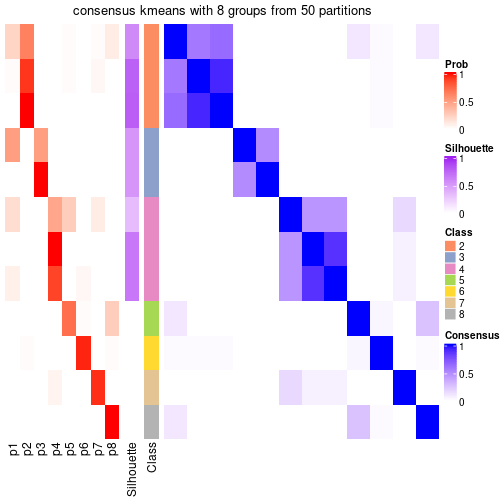 consensus kmeans with 8 groups from 50 partitions
Prob
1
0.5
0
Silhouette
1
0.5
0
Class
2
3
4
5
6
7
8
Consensus
1
0.5
0
p1
p2
p3
p4
p5
p6
p7
p8
Silhouette
Class